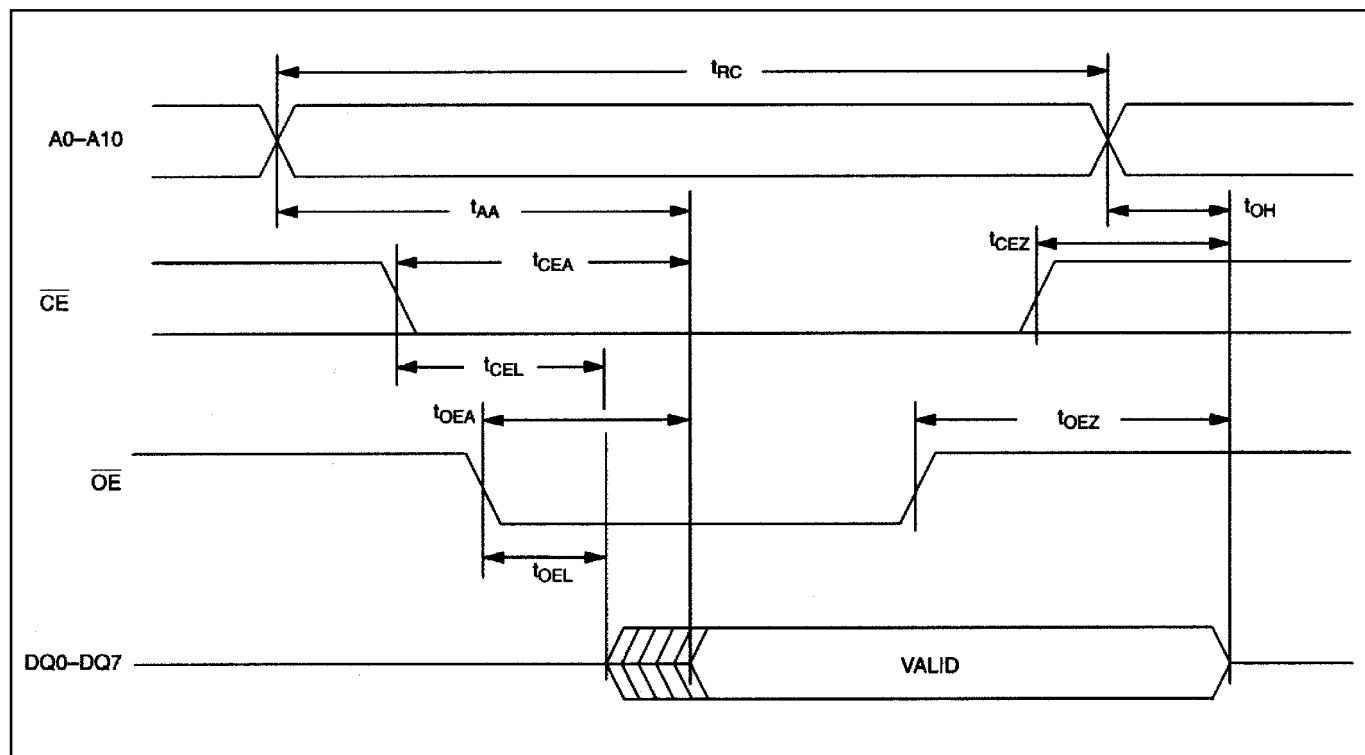 tRC
A0–A10
tAA
tOH
tCEZ
tCEA
CE
tCEL
tOEA
tOEZ
OE
tOEL
DQ0–DQ7
VALID